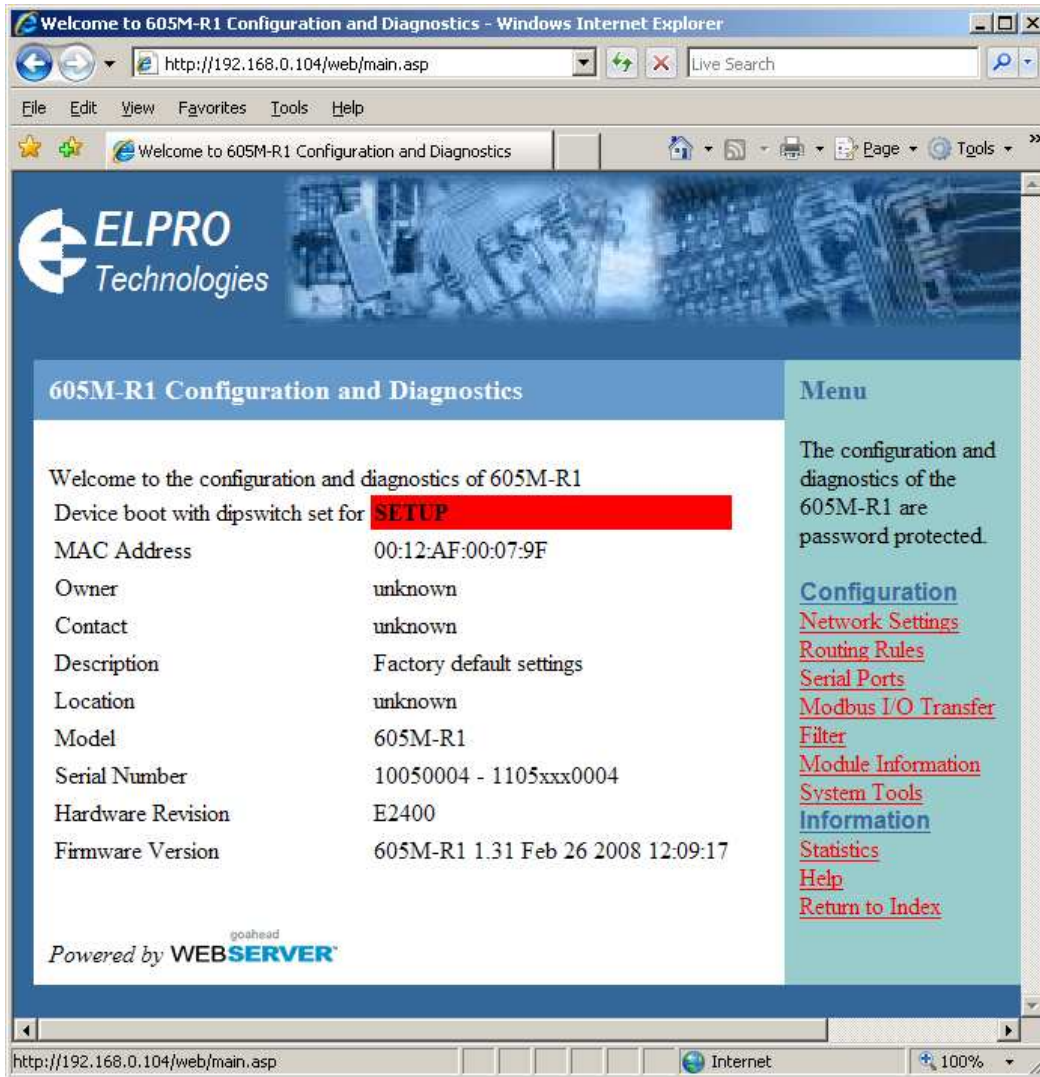 Welcome to 605M-R1 Configuration and Diagnostics - Windows Internet Explorer
http://192.168.0.104/web/main.asp
Live Search
File Edit View Favorites Tools Help
Welcome to 605M-R1 Configuration and Diagnostics
Page Tools »
ELPRO
Technologies
605M-R1 Configuration and Diagnostics
Welcome to the configuration and diagnostics of 605M-R1
Device boot with dipswitch set for SETUP
MAC Address 00:12:AF:00:07:9F
Owner unknown
Contact unknown
Description Factory default settings
Location unknown
Model 605M-R1
Serial Number 10050004 - 1105xxx0004
Hardware Revision E2400
Firmware Version 605M-R1 1.31 Feb 26 2008 12:09:17
goahead
Powered by WEBSERVER
Menu
The configuration and
diagnostics of the
605M-R1 are
password protected.
Configuration
Network Settings
Routing Rules
Serial Ports
Modbus I/O Transfer
Filter
Module Information
System Tools
Information
Statistics
Help
Return to Index
http://192.168.0.104/web/main.asp
Internet
100%